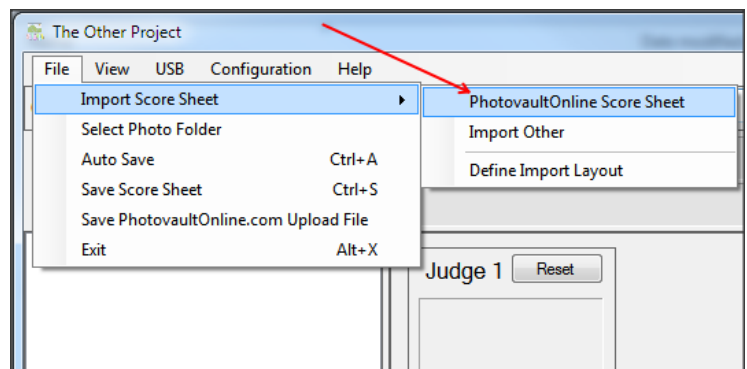 The Other Project
File View USB Configuration Help
Import Score Sheet
PhotovaultOnline Score Sheet
Select Photo Folder
Import Other
Auto Save Ctrl+A
Define Import Layout
Save Score Sheet Ctrl+S
Save PhotovaultOnline.com Upload File
Exit Alt+X
Judge 1 Reset